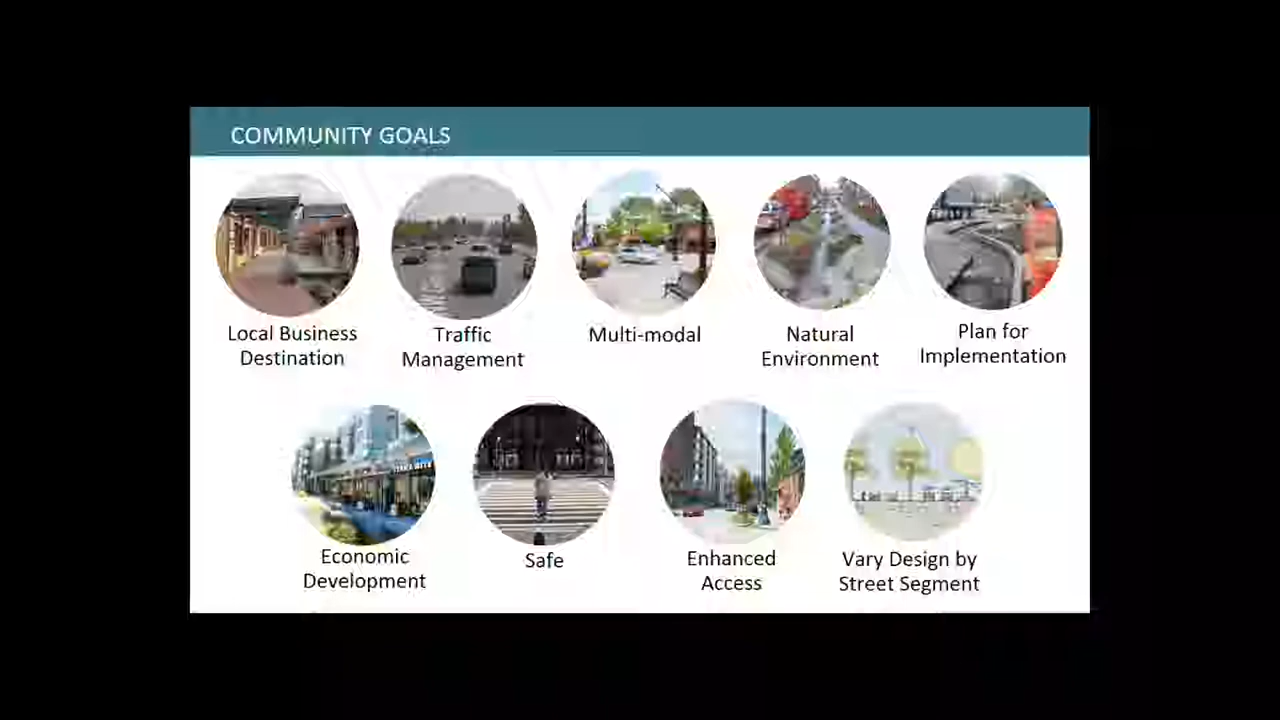 COMMUNITY GOALS
Local Business
Destination
Traffic
Management
Multi-modal
Natural
Environment
Plan for
Implementation
Economic
Development
Safe
Enhanced
Access
Vary Design by
Street Segment